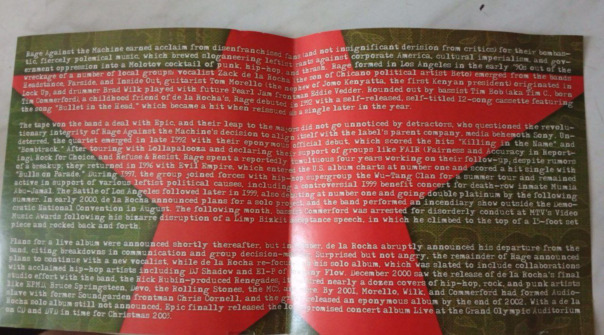 Rage Against the Machine earned acclaim from disenfranchised fans (and not insignificant derision from critics) for their bombas-
tic, fiercely polemical music, which brewed sloganeering leftist rants against corporate America, cultural imperialism, and gov-
ernment oppression into a Molotov cocktail of punk, hip-hop, and thrash. Rage formed in Los Angeles in the early '90s out of the
wreckage of a number of local groups: vocalist Zack de la Rocha (the son of Chicano political artist Beto) emerged from the bands
Headstance, Farside, and Inside Out; guitarist Tom Morello (the nephew of Jomo Kenyatta, the first Kenyan president) originated in
Lock Up; and drummer Brad Wilk played with future Pearl Jam frontman Eddie Vedder. Rounded out by bassist Tim Bob (aka Tim C., born
Tim Commerford), a childhood friend of de la Rocha's, Rage debuted in 1992 with a self-released, self-titled 12-song cassette featuring
the song "Bullet in the Head," which became a hit when reissued as a single later in the year.
The tape won the band a deal with Epic, and their leap to the majors did not go unnoticed by detractors, who questioned the revolu-
tionary integrity of Rage Against the Machine's decision to align itself with the label's parent company, media behemoth Sony. Un-
deterred, the quartet emerged in late 1992 with their eponymous official debut, which scored the hits "Killing in the Name" and
"Bombtrack." After touring with Lollapalooza and declaring their support of groups like FAIR (Fairness and Accuracy in Report-
ing), Rock for Choice, and Refuse & Resist, Rage spent a reportedly tumultuous four years working on their follow-up; despite rumors
of a breakup, they returned in 1996 with Evil Empire, which entered the U.S. album charts at number one and scored a hit single with
"Bulls on Parade." During 1997, the group joined forces with hip-hop supergroup the Wu-Tang Clan for a summer tour and remained
active in support of various leftist political causes, including a controversial 1999 benefit concert for death-row inmate Mumia
Abu-Jamal. The Battle of Los Angeles followed later in 1999, also debuting at number one and going double platinum by the following
summer. In early 2000, de la Rocha announced plans for a solo project, and the band performed an incendiary show outside the Demo-
cratic National Convention in August. The following month, bassist Commerford was arrested for disorderly conduct at MTV's Video
Music Awards following his bizarre disruption of a Limp Bizkit acceptance speech, in which he climbed to the top of a 15-foot set
piece and rocked back and forth.
Plans for a live album were announced shortly thereafter, but in October, de la Rocha abruptly announced his departure from the
band, citing breakdowns in communication and group decision-making. Surprised but not angry, the remainder of Rage announced
plans to continue with a new vocalist, while de la Rocha re-focused on his solo album, which was slated to include collaborations
with acclaimed hip-hop artists including DJ Shadow and El-P of Company Flow. December 2000 saw the release of de la Rocha's final
studio effort with the band, the Rick Rubin-produced Renegades; it featured nearly a dozen covers of hip-hop, rock, and punk artists
like EPMD, Bruce Springsteen, Devo, the Rolling Stones, the MC5, and more. By 2001, Morello, Wilk, and Commerford had formed Audio-
slave with former Soundgarden frontman Chris Cornell, and the group released an eponymous album by the end of 2002. With a de la
Rocha solo album still not announced, Epic finally released the long-promised concert album Live at the Grand Olympic Auditorium
on CD and DVD in time for Christmas 2003.